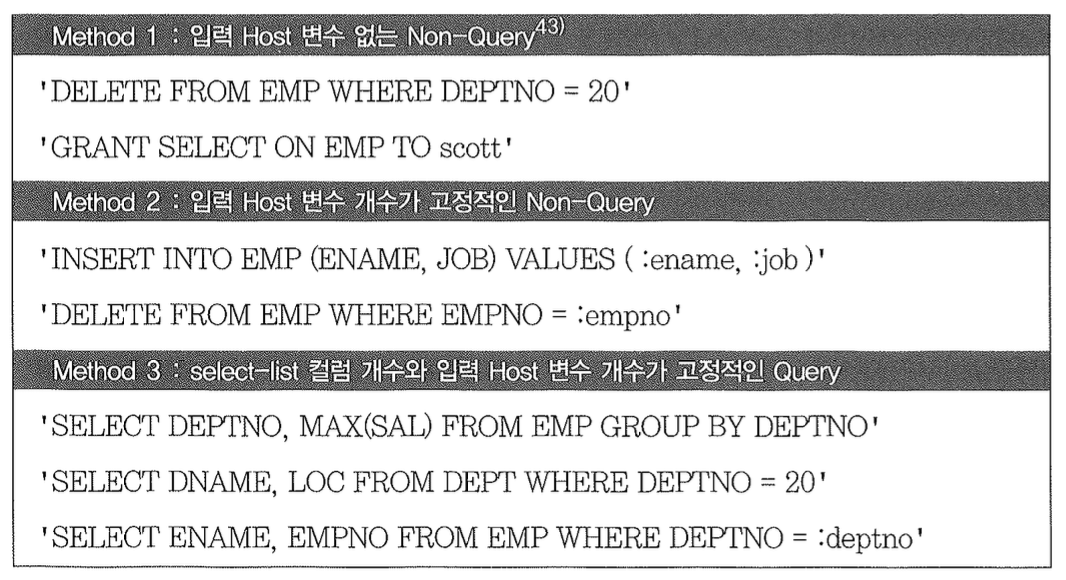 Method 1 : 입력 Host 변수 없는 Non-Query43)
'DELETE FROM EMP WHERE DEPTNO = 20'
'GRANT SELECT ON EMP TO scott'
Method 2 : 입력 Host 변수 개수가 고정적인 Non-Query
'INSERT INTO EMP (ENAME, JOB) VALUES ( :ename, :job )'
'DELETE FROM EMP WHERE EMPNO = :empno'
Method 3 : select-list 컬럼 개수와 입력 Host 변수 개수가 고정적인 Query
'SELECT DEPTNO, MAX(SAL) FROM EMP GROUP BY DEPTNO'
'SELECT DNAME, LOC FROM DEPT WHERE DEPTNO = 20'
'SELECT ENAME, EMPNO FROM EMP WHERE DEPTNO = :deptno'